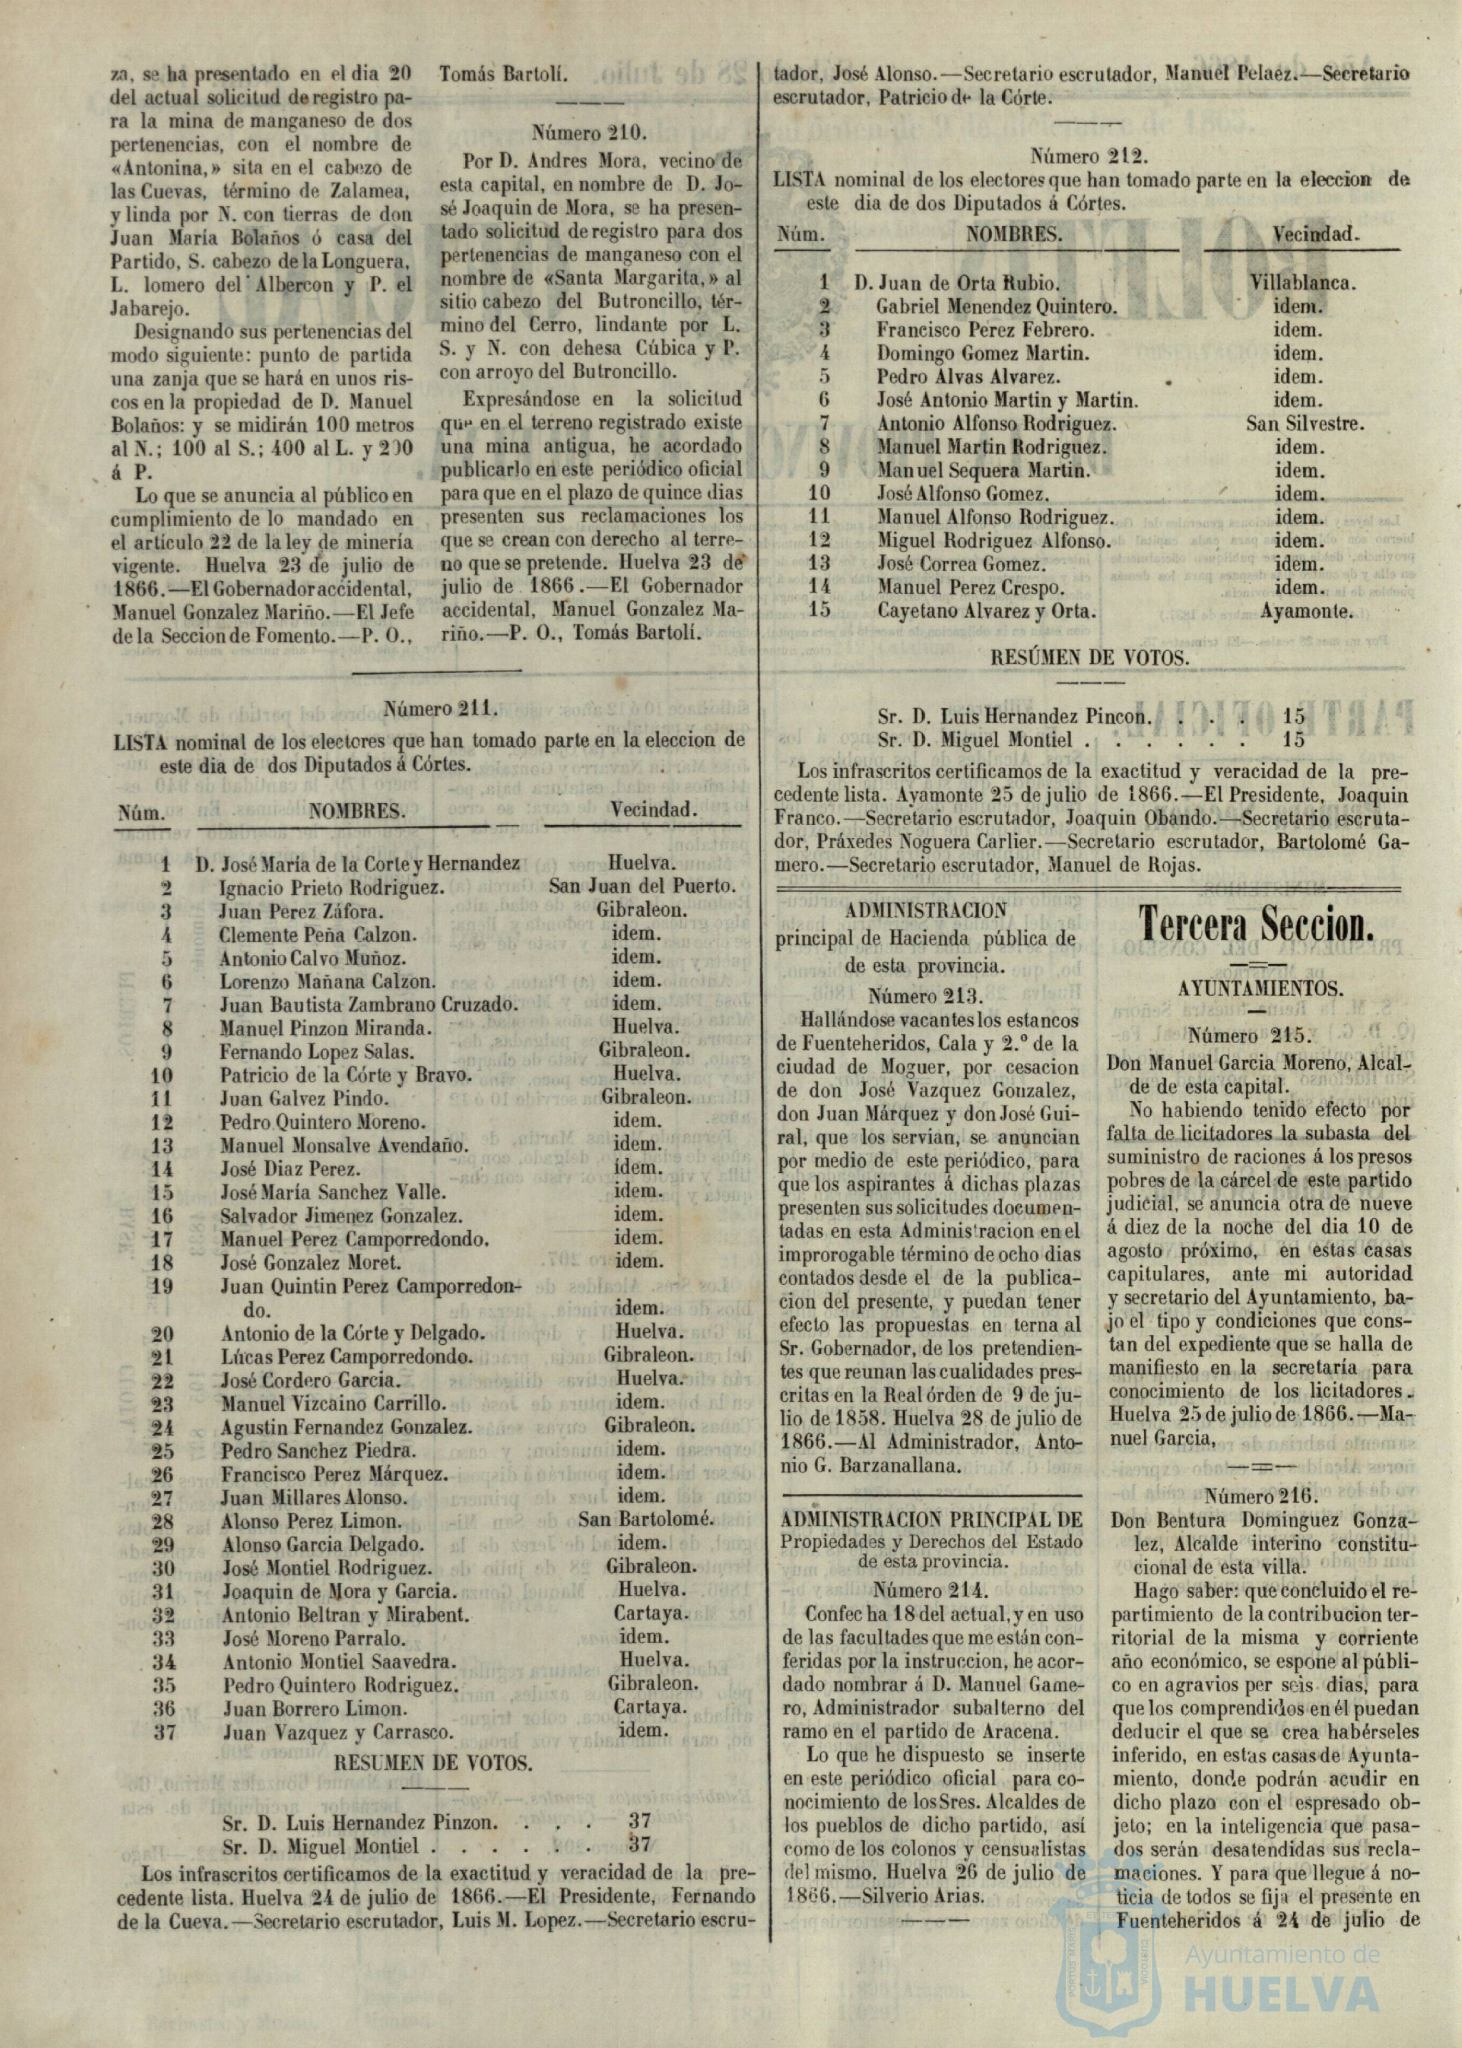 za, se ha presentado en el dia 20
del actual solicitud de registro pa-
ra la mina de manganeso de dos
pertenencias, con el nombre de
«Antonina,» sita en el cabezo de
las Cuevas, término de Zalamea,
y linda por N. con tierras de don
Juan María Bolaños ó casa del
Partido, S. cabezo de la Longuera,
L. lomero del Albercon y P. el
Jabarejo.
Designando sus pertenencias del
modo siguiente: punto de partida
una zanja que se hará en unos ris-
cos en la propiedad de D. Manuel
Bolaños: y se midirán 100 metros
al N.; 100 al S.; 400 al L. y 200
á P.
Lo que se anuncia al público en
cumplimiento de lo mandado en
el artículo 22 de la ley de minería
vigente. Huelva 23 de julio de
1866.—El Gobernador accidental,
Manuel Gonzalez Mariño.—El Jefe
de la Seccion de Fomento.—P. O.,
Tomás Bartolí.
Número 210.
Por D. Andres Mora, vecino de
esta capital, en nombre de D. Jo-
sé Joaquin de Mora, se ha presen-
tado solicitud de registro para dos
pertenencias de manganeso con el
nombre de «Santa Margarita,» al
sitio cabezo del Butroncillo, tér-
mino del Cerro, lindante por L.
S. y N. con dehesa Cúbica y P.
con arroyo del Butroncillo.
Expresándose en la solicitud
que en el terreno registrado existe
una mina antigua, he acordado
publicarlo en este periódico oficial
para que en el plazo de quince dias
presenten sus reclamaciones los
que se crean con derecho al terre-
no que se pretende. Huelva 23 de
julio de 1866.—El Gobernador
accidental, Manuel Gonzalez Ma-
riño.—P. O., Tomás Bartolí.
Número 211.
LISTA nominal de los electores que han tomado parte en la eleccion de
este dia de dos Diputados á Córtes.
Núm. NOMBRES. Vecindad.
1 D. José María de la Corte y Hernandez Huelva.
2 Ignacio Prieto Rodriguez. San Juan del Puerto.
3 Juan Perez Záfora. Gibraleon.
4 Clemente Peña Calzon. idem.
5 Antonio Calvo Muñoz. idem.
6 Lorenzo Mañana Calzon. idem.
7 Juan Bautista Zambrano Cruzado. idem.
8 Manuel Pinzon Miranda. Huelva.
9 Fernando Lopez Salas. Gibraleon.
10 Patricio de la Córte y Bravo. Huelva.
11 Juan Galvez Pindo. Gibraleon.
12 Pedro Quintero Moreno. idem.
13 Manuel Monsalve Avendaño. idem.
14 José Diaz Perez. idem.
15 José María Sanchez Valle. idem.
16 Salvador Jimenez Gonzalez. idem.
17 Manuel Perez Camporredondo. idem.
18 José Gonzalez Moret. idem.
19 Juan Quintin Perez Camporredon-
do. idem.
20 Antonio de la Córte y Delgado. Huelva.
21 Lúcas Perez Camporredondo. Gibraleon.
22 José Cordero Garcia. Huelva.
23 Manuel Vizcaino Carrillo. idem.
24 Agustin Fernandez Gonzalez. Gibraleon.
25 Pedro Sanchez Piedra. idem.
26 Francisco Perez Márquez. idem.
27 Juan Millares Alonso. idem.
28 Alonso Perez Limon. San Bartolomé.
29 Alonso Garcia Delgado. idem.
30 José Montiel Rodriguez. Gibraleon.
31 Joaquin de Mora y Garcia. Huelva.
32 Antonio Beltran y Mirabent. Cartaya.
33 José Moreno Parralo. idem.
34 Antonio Montiel Saavedra. Huelva.
35 Pedro Quintero Rodriguez. Gibraleon.
36 Juan Borrero Limon. Cartaya.
37 Juan Vazquez y Carrasco. idem.
RESUMEN DE VOTOS.
Sr. D. Luis Hernandez Pinzon. . . . 37
Sr. D. Miguel Montiel . . . . . . 37
Los infrascritos certificamos de la exactitud y veracidad de la pre-
cedente lista. Huelva 24 de julio de 1866.—El Presidente, Fernando
de la Cueva.—Secretario escrutador, Luis M. Lopez.—Secretario escru-
tador, José Alonso.—Secretario escrutador, Manuel Pelaez.—Secretario
escrutador, Patricio de la Córte.
Número 212.
LISTA nominal de los electores que han tomado parte en la eleccion de
este dia de dos Diputados á Córtes.
Núm. NOMBRES. Vecindad.
1 D. Juan de Orta Rubio. Villablanca.
2 Gabriel Menendez Quintero. idem.
3 Francisco Perez Febrero. idem.
4 Domingo Gomez Martin. idem.
5 Pedro Alvas Alvarez. idem.
6 José Antonio Martin y Martin. idem.
7 Antonio Alfonso Rodriguez. San Silvestre.
8 Manuel Martin Rodriguez. idem.
9 Manuel Sequera Martin. idem.
10 José Alfonso Gomez. idem.
11 Manuel Alfonso Rodriguez. idem.
12 Miguel Rodriguez Alfonso. idem.
13 José Correa Gomez. idem.
14 Manuel Perez Crespo. idem.
15 Cayetano Alvarez y Orta. Ayamonte.
RESÚMEN DE VOTOS.
Sr. D. Luis Hernandez Pincon. . . . 15
Sr. D. Miguel Montiel . . . . . . 15
Los infrascritos certificamos de la exactitud y veracidad de la pre-
cedente lista. Ayamonte 25 de julio de 1866.—El Presidente, Joaquin
Franco.—Secretario escrutador, Joaquin Obando.—Secretario escruta-
dor, Práxedes Noguera Carlier.—Secretario escrutador, Bartolomé Ga-
mero.—Secretario escrutador, Manuel de Rojas.
ADMINISTRACION
principal de Hacienda pública de
de esta provincia.
Número 213.
Hallándose vacantes los estancos
de Fuenteheridos, Cala y 2.º de la
ciudad de Moguer, por cesacion
de don José Vazquez Gonzalez,
don Juan Márquez y don José Gui-
ral, que los servian, se anuncian
por medio de este periódico, para
que los aspirantes á dichas plazas
presenten sus solicitudes documen-
tadas en esta Administracion en el
improrogable término de ocho dias
contados desde el de la publica-
cion del presente, y puedan tener
efecto las propuestas en terna al
Sr. Gobernador, de los pretendien-
tes que reunan las cualidades pres-
critas en la Real órden de 9 de ju-
lio de 1858. Huelva 28 de julio de
1866.—Al Administrador, Anto-
nio G. Barzanallana.
ADMINISTRACION PRINCIPAL DE
Propiedades y Derechos del Estado
de esta provincia.
Número 214.
Con fecha 18 del actual, y en uso
de las facultades que me están con-
feridas por la instruccion, he acor-
dado nombrar á D. Manuel Game-
ro, Administrador subalterno del
ramo en el partido de Aracena.
Lo que he dispuesto se inserte
en este periódico oficial para co-
nocimiento de los Sres. Alcaldes de
los pueblos de dicho partido, así
como de los colonos y censualistas
del mismo. Huelva 26 de julio de
1866.—Silverio Arias.
Tercera Seccion.
AYUNTAMIENTOS.
Número 215.
Don Manuel Garcia Moreno, Alcal-
de de esta capital.
No habiendo tenido efecto por
falta de licitadores la subasta del
suministro de raciones á los presos
pobres de la cárcel de este partido
judicial, se anuncia otra de nueve
á diez de la noche del dia 10 de
agosto próximo, en estas casas
capitulares, ante mi autoridad
y secretario del Ayuntamiento, ba-
jo el tipo y condiciones que cons-
tan del expediente que se halla de
manifiesto en la secretaría para
conocimiento de los licitadores.
Huelva 25 de julio de 1866.—Ma-
nuel Garcia,
Número 216.
Don Bentura Dominguez Gonza-
lez, Alcalde interino constitu-
cional de esta villa.
Hago saber: que concluido el re-
partimiento de la contribucion ter-
ritorial de la misma y corriente
año económico, se espone al públi-
co en agravios per seis dias, para
que los comprendidos en él puedan
deducir el que se crea habérseles
inferido, en estas casas de Ayunta-
miento, donde podrán acudir en
dicho plazo con el espresado ob-
jeto; en la inteligencia que pasa-
dos serán desatendidas sus recla-
maciones. Y para que llegue á no-
ticia de todos se fija el presente en
Fuenteheridos á 24 de julio de
Ayuntamiento de
HUELVA